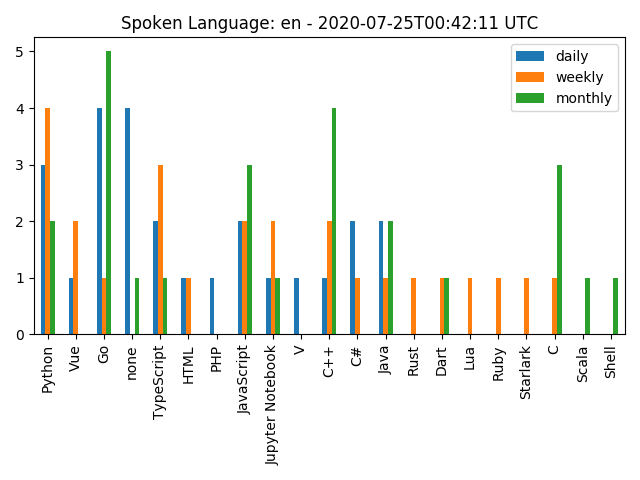 Spoken Language: en - 2020-07-25T00:42:11 UTC
daily
weekly
monthly
5
4
3
2
1
0
Python
Vue
Go
none
TypeScript
HTML
PHP
JavaScript
Jupyter Notebook
V
C++
C#
Java
Rust
Dart
Lua
Ruby
Starlark
C
Scala
Shell